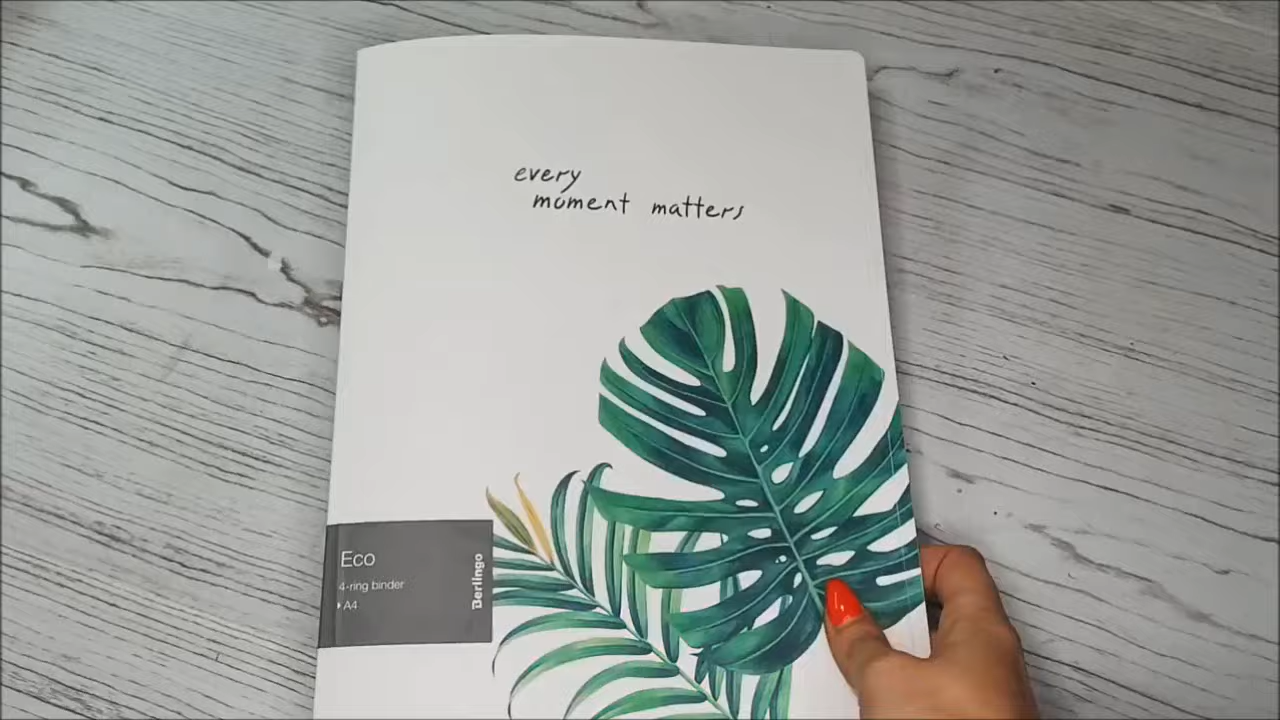 every
moment matters
Eco
4-ring binder
A4
Berlingo